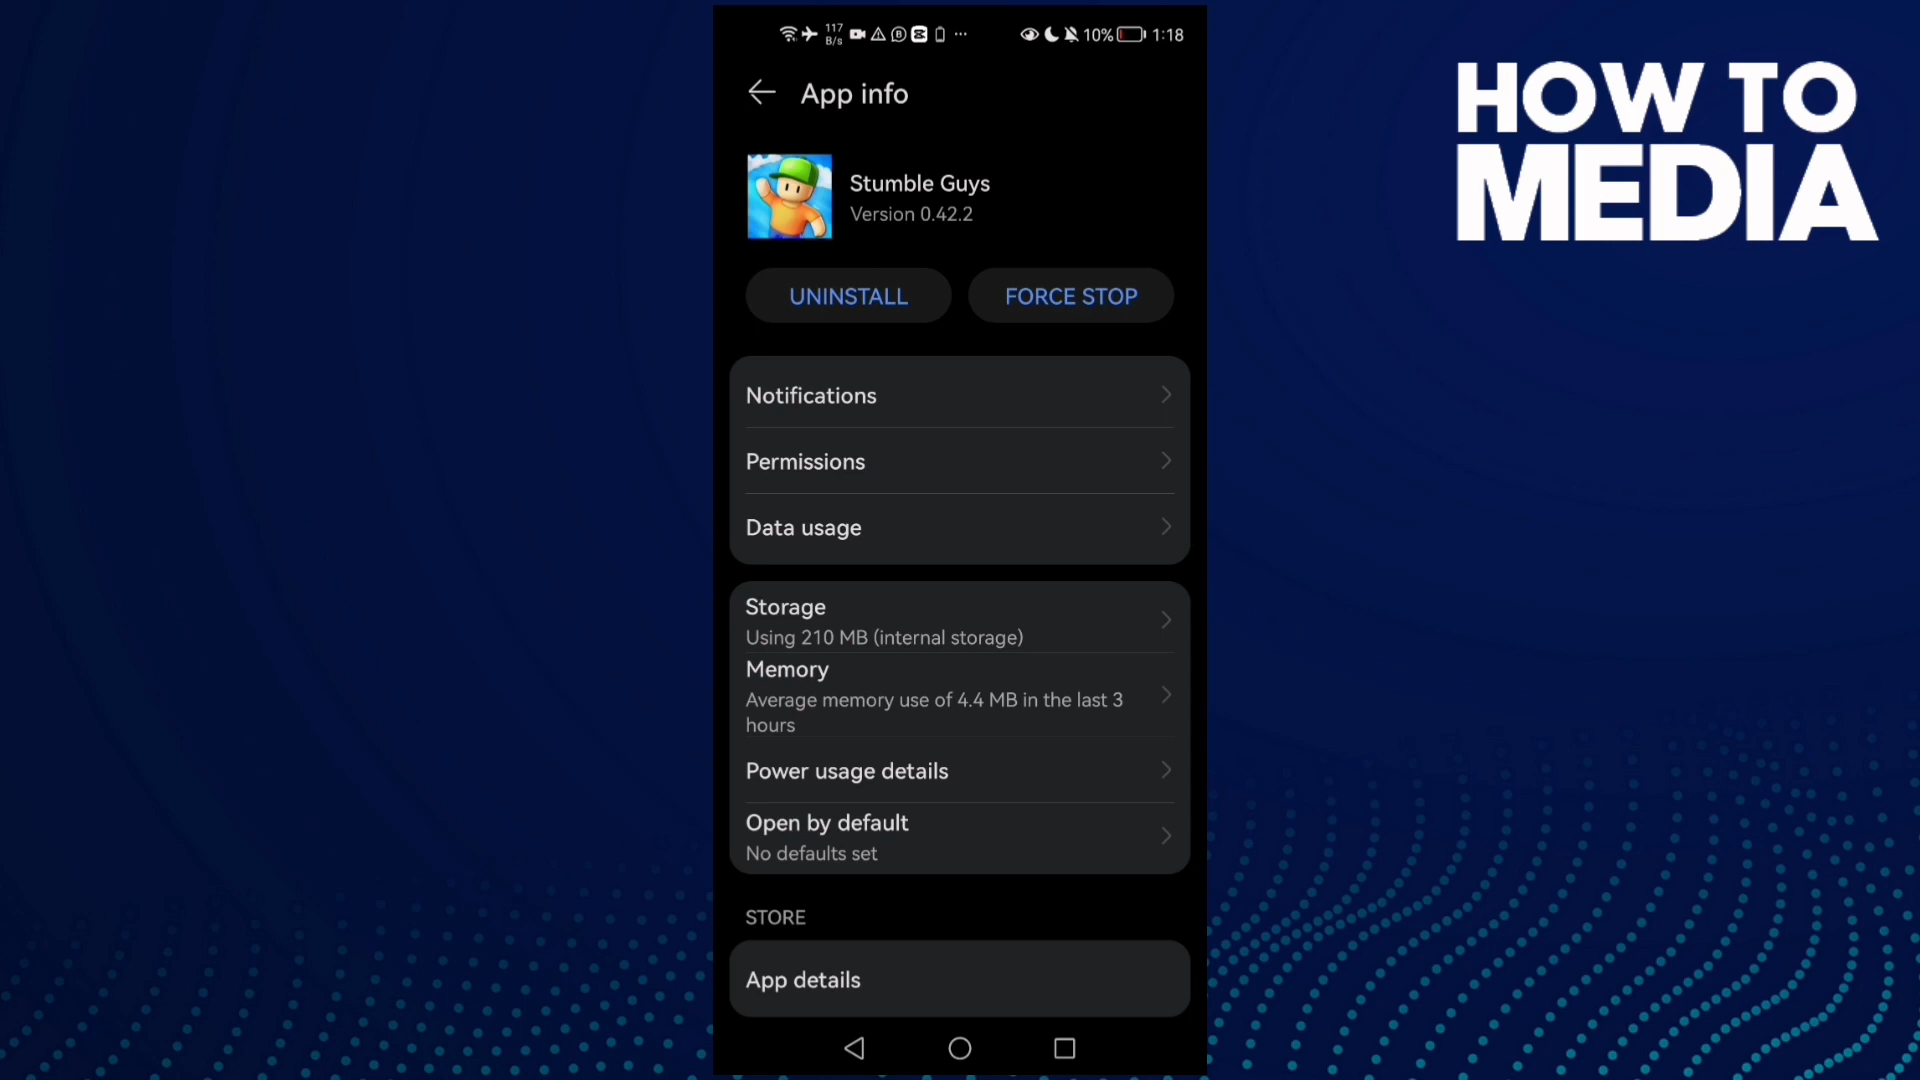 117
B/s
10%
1:18
App info
HOW TO
MEDIA
Stumble Guys
Version 0.42.2
UNINSTALL
FORCE STOP
Notifications
Permissions
Data usage
Storage
Using 210 MB (internal storage)
Memory
Average memory use of 4.4 MB in the last 3
hours
Power usage details
Open by default
No defaults set
STORE
App details